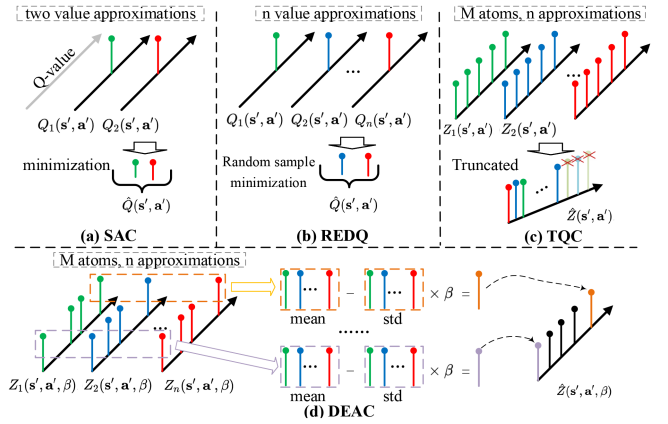 two value approximations
Q-value
Q₁(s′, a′) Q₂(s′, a′)
minimization
Q̂(s′, a′)
(a) SAC
n value approximations
...
Q₁(s′, a′) Q₂(s′, a′) Qₙ(s′, a′)
Random sample
minimization
Q̂(s′, a′)
(b) REDQ
M atoms, n approximations
...
Z₁(s′, a′) Z₂(s′, a′)
Truncated
...
Ẑ(s′, a′)
(c) TQC
M atoms, n approximations
...
Z₁(s′, a′, β) Z₂(s′, a′, β) Zₙ(s′, a′, β)
... − ... × β =
mean std
......
... − ... × β =
mean std
Ẑ(s′, a′, β)
(d) DEAC